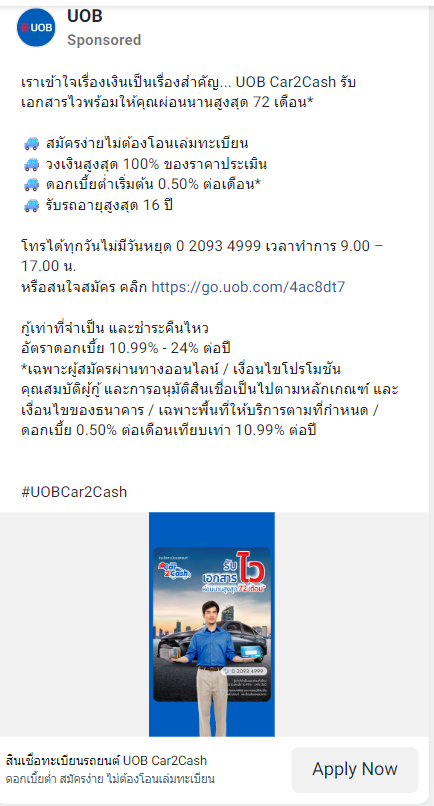 UOB
UOB
Sponsored
เราเข้าใจเรื่องเงินเป็นเรื่องสำคัญ... UOB Car2Cash รับ
เอกสารไวพร้อมให้คุณผ่อนนานสูงสุด 72 เดือน*
🚙 สมัครง่ายไม่ต้องโอนเล่มทะเบียน
🚙 วงเงินสูงสุด 100% ของราคาประเมิน
🚙 ดอกเบี้ยต่ำเริ่มต้น 0.50% ต่อเดือน*
🚙 รับรถอายุสูงสุด 16 ปี
โทรได้ทุกวันไม่มีวันหยุด 0 2093 4999 เวลาทำการ 9.00 –
17.00 น.
หรือสนใจสมัคร คลิก https://go.uob.com/4ac8dt7
กู้เท่าที่จำเป็น และชำระคืนไหว
อัตราดอกเบี้ย 10.99% - 24% ต่อปี
*เฉพาะผู้สมัครผ่านทางออนไลน์ / เงื่อนไขโปรโมชัน
คุณสมบัติผู้กู้ และการอนุมัติสินเชื่อเป็นไปตามหลักเกณฑ์ และ
เงื่อนไขของธนาคาร / เฉพาะพื้นที่ให้บริการตามที่กำหนด /
ดอกเบี้ย 0.50% ต่อเดือนเทียบเท่า 10.99% ต่อปี
#UOBCar2Cash
Car
2Cash
รับ
ไว
เอกสาร
ผ่อนนานสูงสุด 72 เดือน*
0 2093 4999
สินเชื่อทะเบียนรถยนต์ UOB Car2Cash
ดอกเบี้ยต่ำ สมัครง่าย ไม่ต้องโอนเล่มทะเบียน
Apply Now